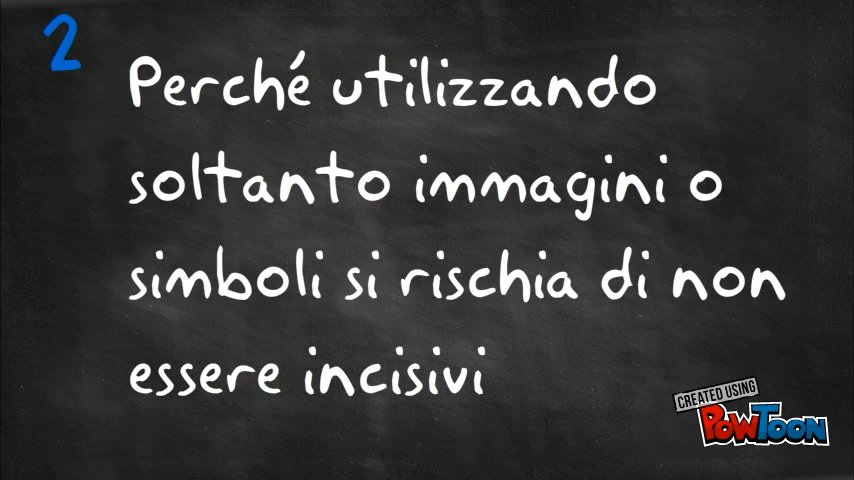 2
Perché utilizzando
soltanto immagini o
simboli si rischia di non
essere incisivi
CREATED USING
POWTOON